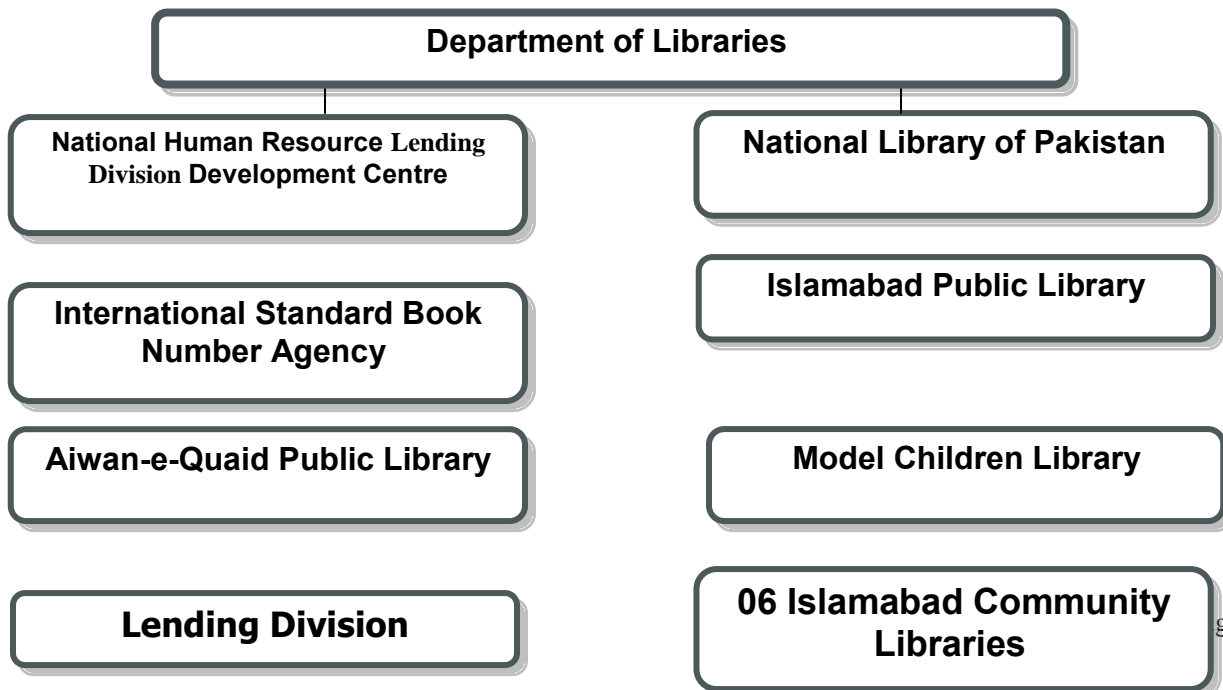 Department of Libraries
National Human Resource Lending
Division Development Centre
National Library of Pakistan
International Standard Book
Number Agency
Islamabad Public Library
Aiwan-e-Quaid Public Library
Model Children Library
Lending Division
06 Islamabad Community
Libraries
g